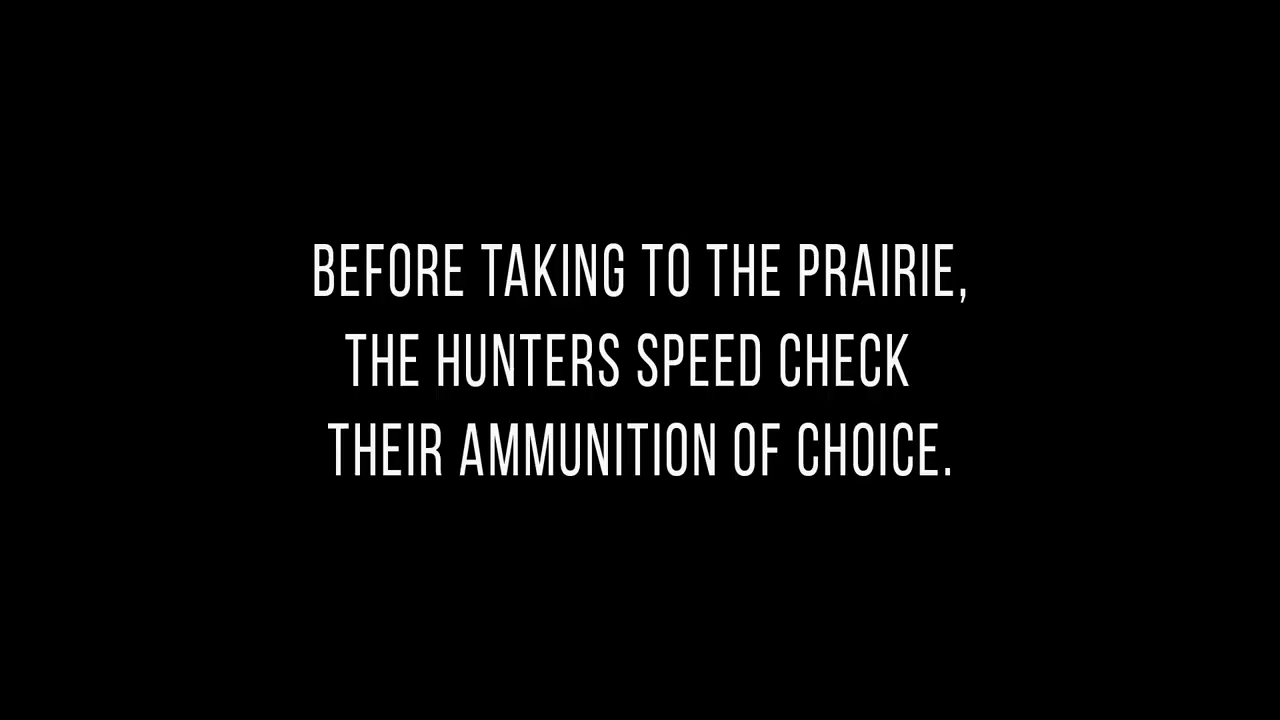 BEFORE TAKING TO THE PRAIRIE,
THE HUNTERS SPEED CHECK
THEIR AMMUNITION OF CHOICE.